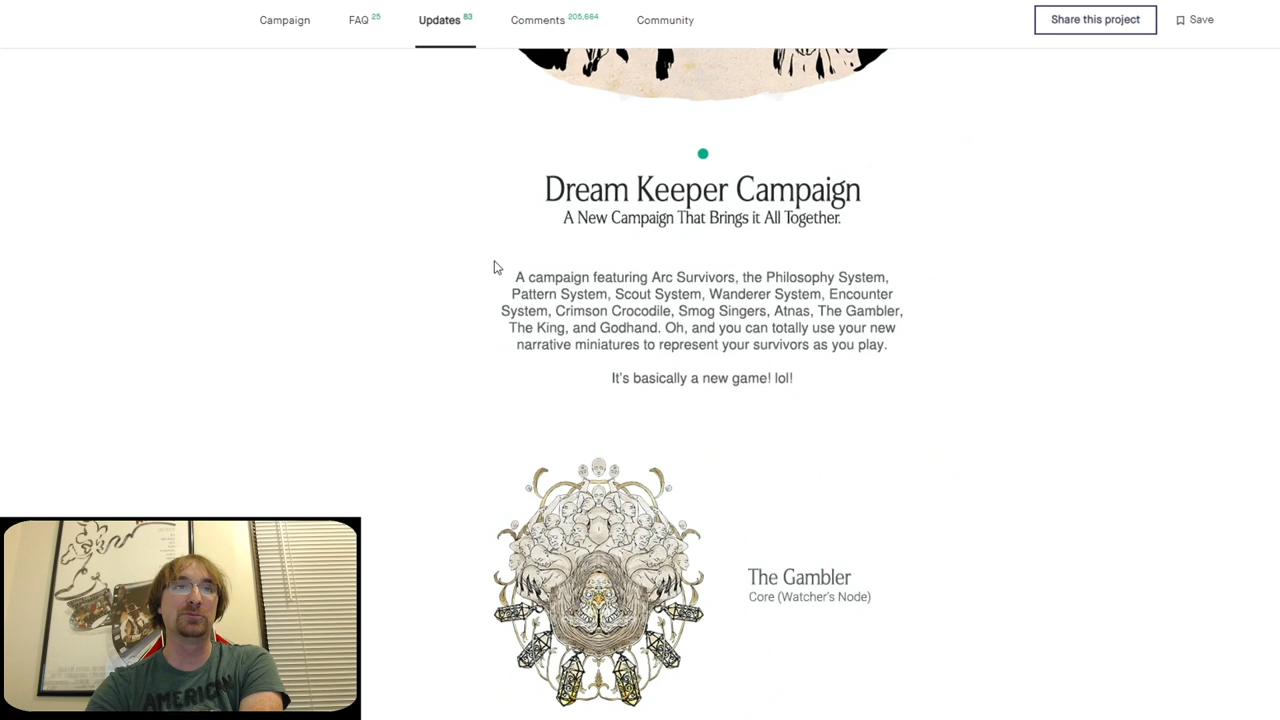 Campaign
FAQ 25
Updates 83
Comments 205,664
Community
Share this project
Save
Dream Keeper Campaign
A New Campaign That Brings it All Together.
A campaign featuring Arc Survivors, the Philosophy System,
Pattern System, Scout System, Wanderer System, Encounter
System, Crimson Crocodile, Smog Singers, Atnas, The Gambler,
The King, and Godhand. Oh, and you can totally use your new
narrative miniatures to represent your survivors as you play.
It's basically a new game! lol!
The Gambler
Core (Watcher's Node)
AMERICAN